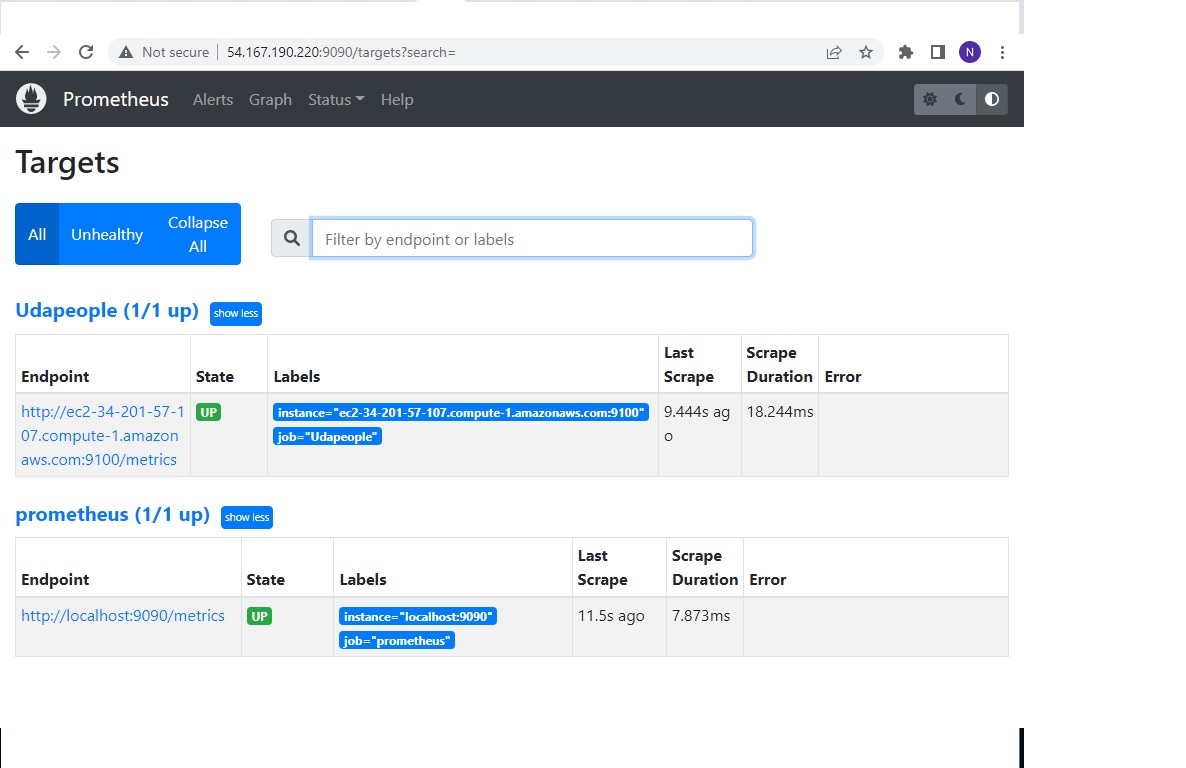 Not secure 54.167.190.220:9090/targets?search=
N
Prometheus Alerts Graph Status Help
Targets
All Unhealthy Collapse
All
Filter by endpoint or labels
Udapeople (1/1 up) show less
Endpoint State Labels Last
Scrape Scrape
Duration Error
http://ec2-34-201-57-1
07.compute-1.amazon
aws.com:9100/metrics
UP
instance="ec2-34-201-57-107.compute-1.amazonaws.com:9100"
job="Udapeople"
9.444s ag
o
18.244ms
prometheus (1/1 up) show less
Endpoint State Labels Last
Scrape Scrape
Duration Error
http://localhost:9090/metrics
UP
instance="localhost:9090"
job="prometheus"
11.5s ago
7.873ms